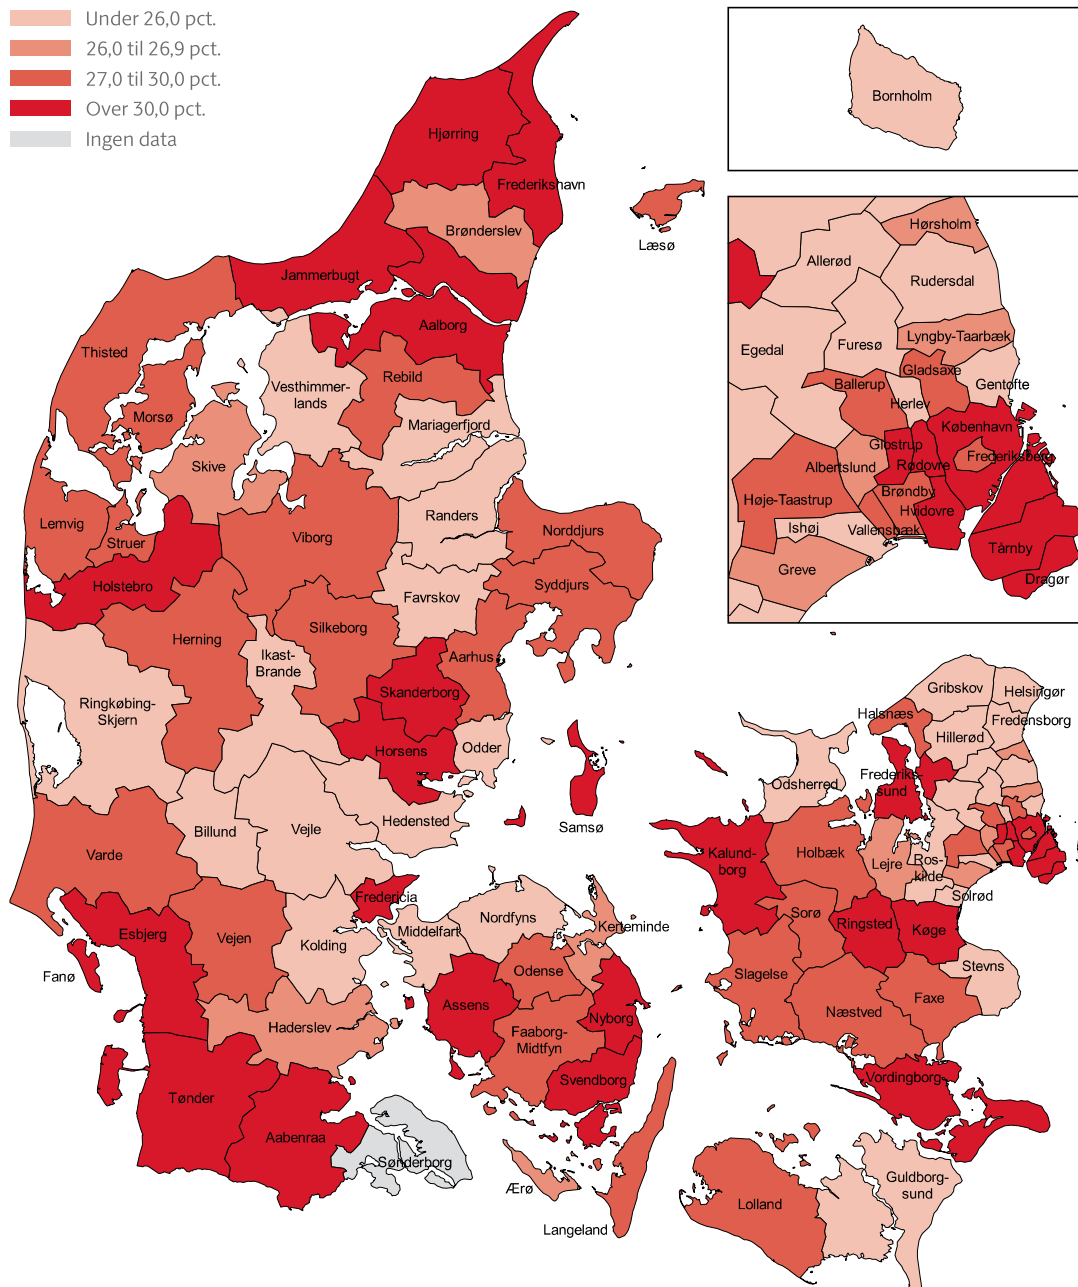 Under 26,0 pct.
26,0 til 26,9 pct.
27,0 til 30,0 pct.
Over 30,0 pct.
Ingen data
Bornholm
Hjørring
Frederikshavn
Brønderslev
Læsø
Jammerbugt
Aalborg
Thisted
Vesthimmer-
lands
Rebild
Morsø
Mariagerfjord
Skive
Lemvig
Struer
Viborg
Randers
Norddjurs
Holstebro
Favrskov
Syddjurs
Herning
Silkeborg
Ikast-
Brande
Aarhus
Skanderborg
Ringkøbing-
Skjern
Horsens
Odder
Samsø
Hedensted
Billund
Vejle
Varde
Fredericia
Esbjerg
Vejen
Kolding
Middelfart
Nordfyns
Kerteminde
Fanø
Odense
Assens
Nyborg
Haderslev
Faaborg-
Midtfyn
Svendborg
Tønder
Aabenraa
Sønderborg
Ærø
Langeland
Hørsholm
Allerød
Rudersdal
Egedal
Furesø
Lyngby-Taarbæk
Gladsaxe
Ballerup
Gentofte
Herlev
København
Glostrup
Frederiksberg
Albertslund
Rødovre
Høje-Taastrup
Brøndby
Hvidovre
Ishøj
Vallensbæk
Tårnby
Greve
Dragør
Gribskov
Helsingør
Halsnæs
Fredensborg
Hillerød
Odsherred
Frederiks-
sund
Kalund-
borg
Holbæk
Lejre
Ros-
kilde
Solrød
Sorø
Ringsted
Køge
Slagelse
Stevns
Næstved
Faxe
Vordingborg
Lolland
Guldborg-
sund